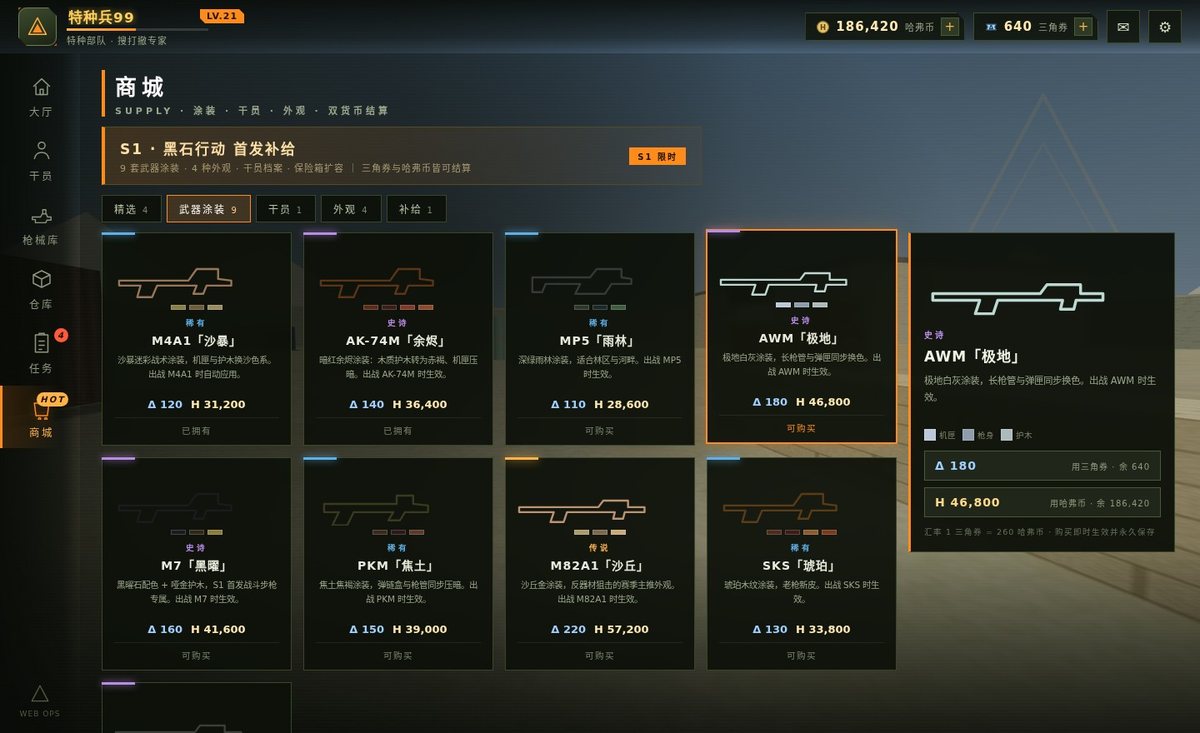 特种兵99
LV.21
特种部队 · 搜打撤专家
H 186,420 哈弗币 +
640 三角券 +
大厅
干员
枪械库
仓库
4
任务
HOT
商城
WEB OPS
商城
SUPPLY · 涂装 · 干员 · 外观 · 双货币结算
S1 · 黑石行动 首发补给
9 套武器涂装 · 4 种外观 · 干员档案 · 保险箱扩容 | 三角券与哈弗币皆可结算
S1 限时
精选 4
武器涂装 9
干员 1
外观 4
补给 1
稀有
M4A1「沙暴」
沙暴迷彩战术涂装，机匣与护木换沙色系。
出战 M4A1 时自动应用。
Δ 120 H 31,200
已拥有
史诗
AK-74M「余烬」
暗红余烬涂装：木质护木转为赤褐、机匣压
暗。出战 AK-74M 时生效。
Δ 140 H 36,400
已拥有
稀有
MP5「雨林」
深绿雨林涂装，适合林区与河畔。出战 MP5
时生效。
Δ 110 H 28,600
可购买
史诗
AWM「极地」
极地白灰涂装，长枪管与弹匣同步换色。出
战 AWM 时生效。
Δ 180 H 46,800
可购买
史诗
M7「黑曜」
黑曜石配色 + 哑金护木，S1 首发战斗步枪
专属。出战 M7 时生效。
Δ 160 H 41,600
可购买
稀有
PKM「焦土」
焦土焦褐涂装，弹链盒与枪管同步压暗。出
战 PKM 时生效。
Δ 150 H 39,000
可购买
传说
M82A1「沙丘」
沙丘金涂装，反器材狙击的赛季主推外观。
出战 M82A1 时生效。
Δ 220 H 57,200
可购买
稀有
SKS「琥珀」
琥珀木纹涂装，老枪新皮。出战 SKS 时生
效。
Δ 130 H 33,800
可购买
史诗
AWM「极地」
极地白灰涂装，长枪管与弹匣同步换色。出战 AWM 时生
效。
机匣 枪身 护木
Δ 180 用三角券 · 余 640
H 46,800 用哈弗币 · 余 186,420
汇率 1 三角券 = 260 哈弗币 · 购买即时生效并永久保存